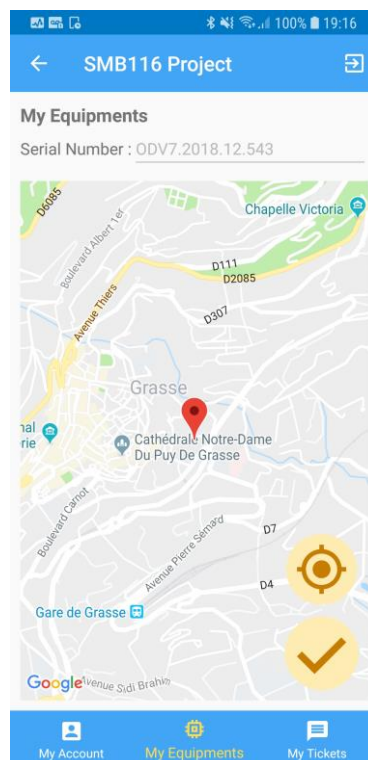 100% 19:16
SMB116 Project
My Equipments
Serial Number : ODV7.2018.12.543
D6085
Boulevard Albert 1er
Chapelle Victoria
D111
D2085
Avenue Thiers
D307
Grasse
nal
rie
Cathédrale Notre-Dame
Du Puy De Grasse
Boulevard Carnot
Avenue Pierre Sémard
D7
D4
Gare de Grasse
Google
Avenue Sidi Brahim
My Account
My Equipments
My Tickets